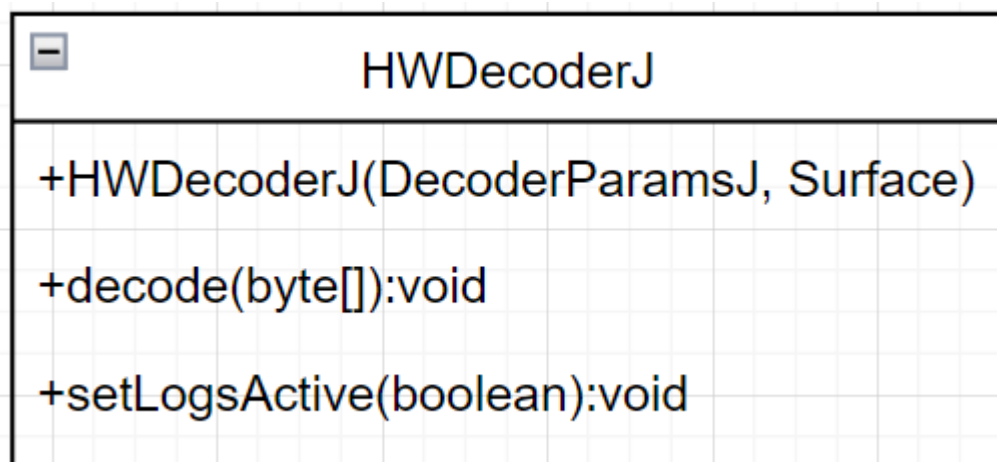 HWDecoderJ
+HWDecoderJ(DecoderParamsJ, Surface)
+decode(byte[]):void
+setLogsActive(boolean):void